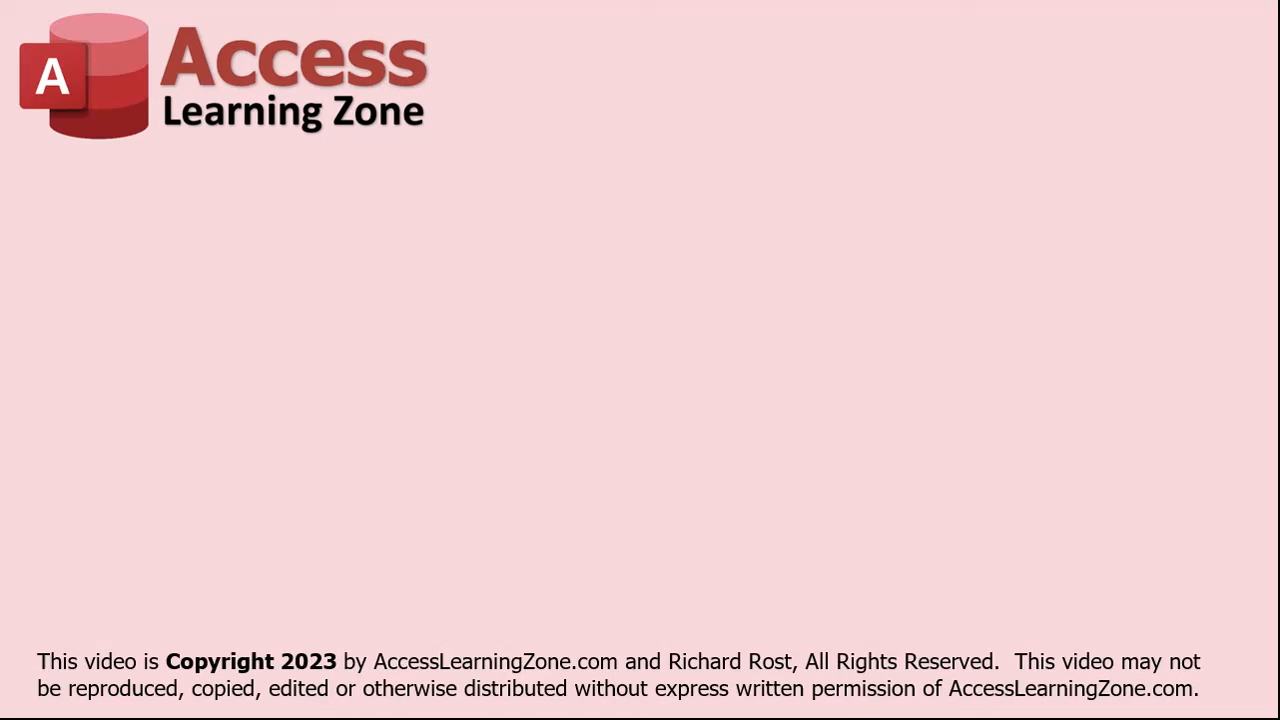 A
Access
Learning Zone
This video is Copyright 2023 by AccessLearningZone.com and Richard Rost, All Rights Reserved. This video may not
be reproduced, copied, edited or otherwise distributed without express written permission of AccessLearningZone.com.